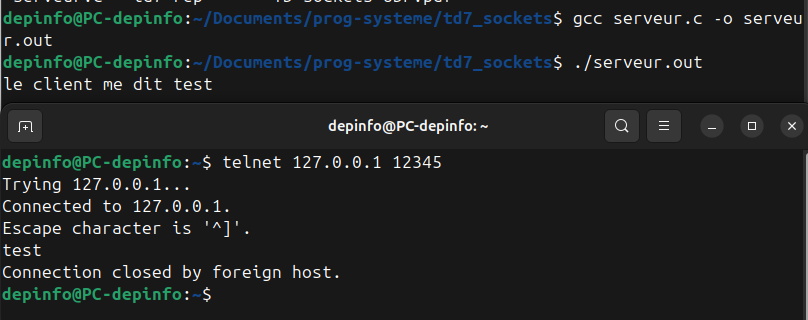 depinfo@PC-depinfo:~/Documents/prog-systeme/td7_sockets$ gcc serveur.c -o serveu
r.out
depinfo@PC-depinfo:~/Documents/prog-systeme/td7_sockets$ ./serveur.out
le client me dit test
depinfo@PC-depinfo: ~
depinfo@PC-depinfo:~$ telnet 127.0.0.1 12345
Trying 127.0.0.1...
Connected to 127.0.0.1.
Escape character is '^]'.
test
Connection closed by foreign host.
depinfo@PC-depinfo:~$